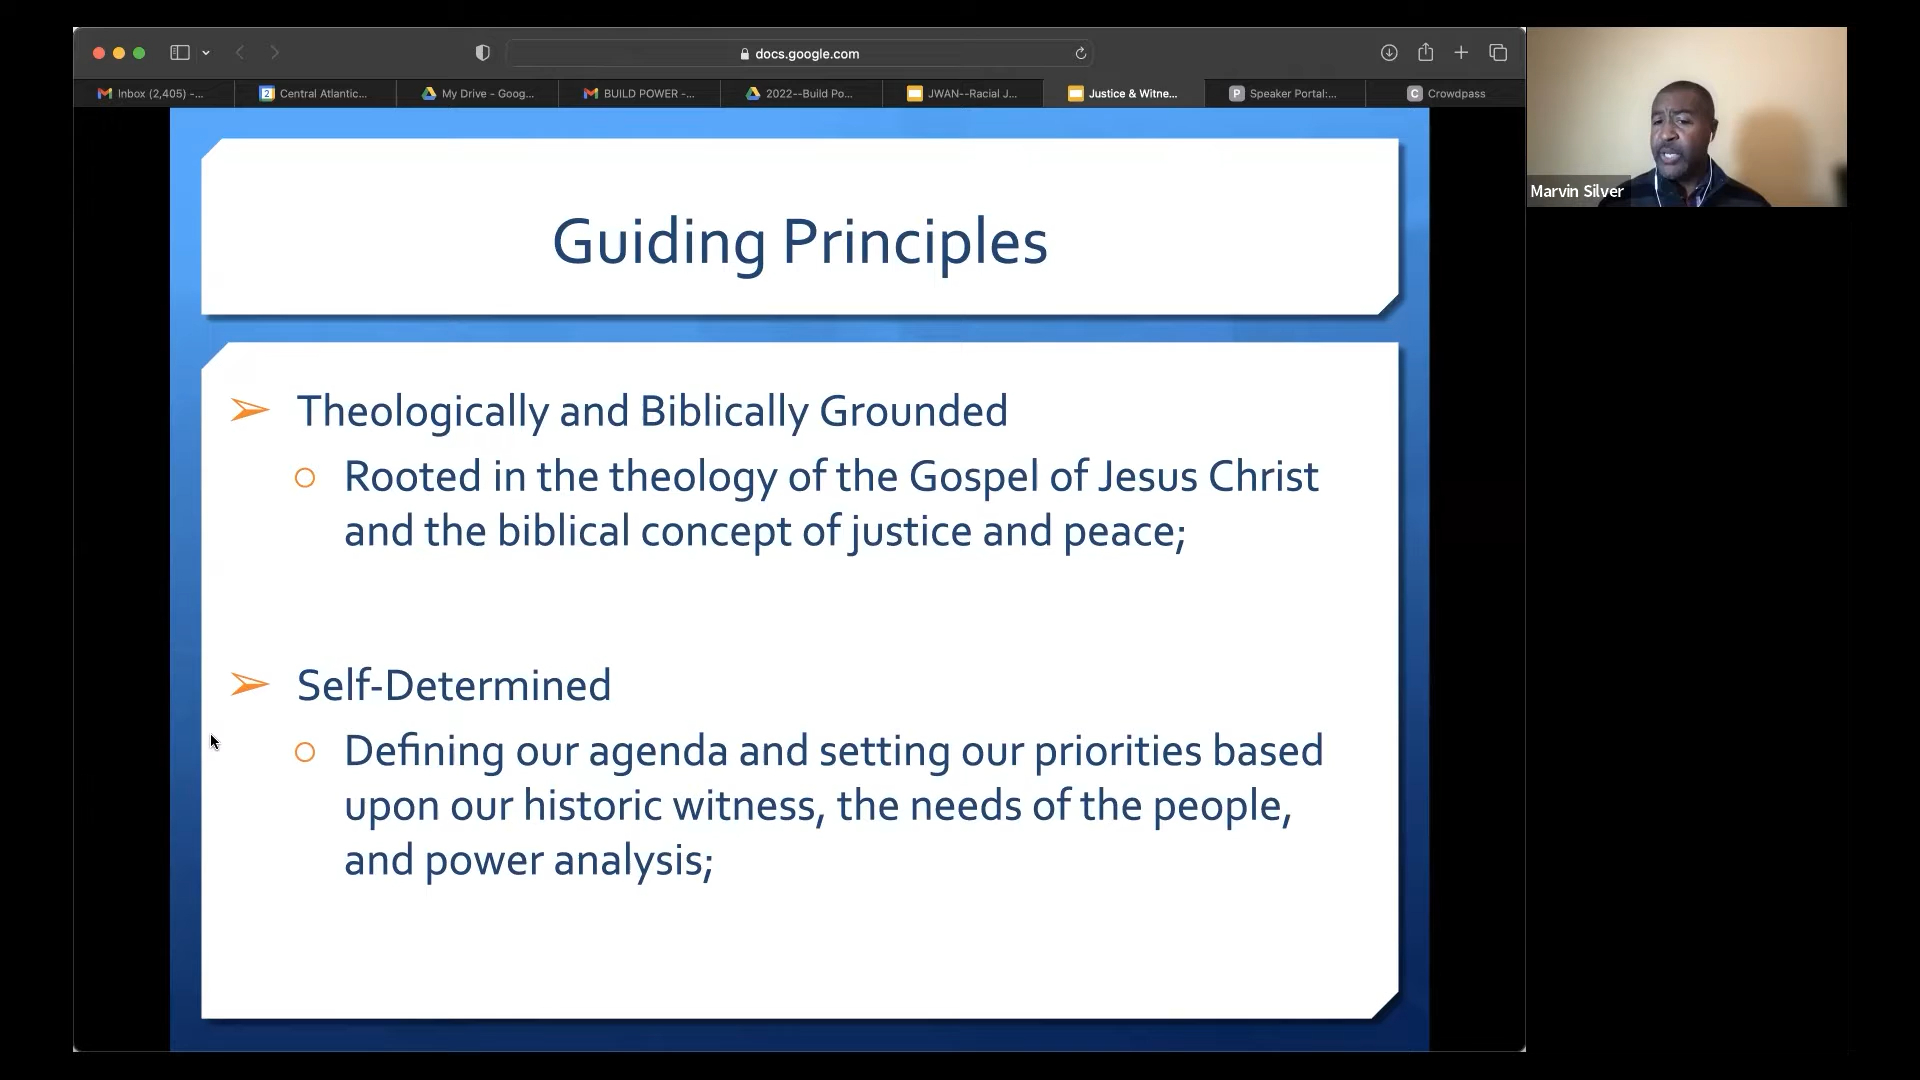 docs.google.com
Inbox (2,405) -...
2
Central Atlantic...
My Drive - Goog...
BUILD POWER -...
2022--Build Po...
JWAN--Racial J...
Justice & Witne...
P
Speaker Portal:...
C
Crowdpass
Marvin Silver
Guiding Principles
Theologically and Biblically Grounded
Rooted in the theology of the Gospel of Jesus Christ
and the biblical concept of justice and peace;
Self-Determined
Defining our agenda and setting our priorities based
upon our historic witness, the needs of the people,
and power analysis;